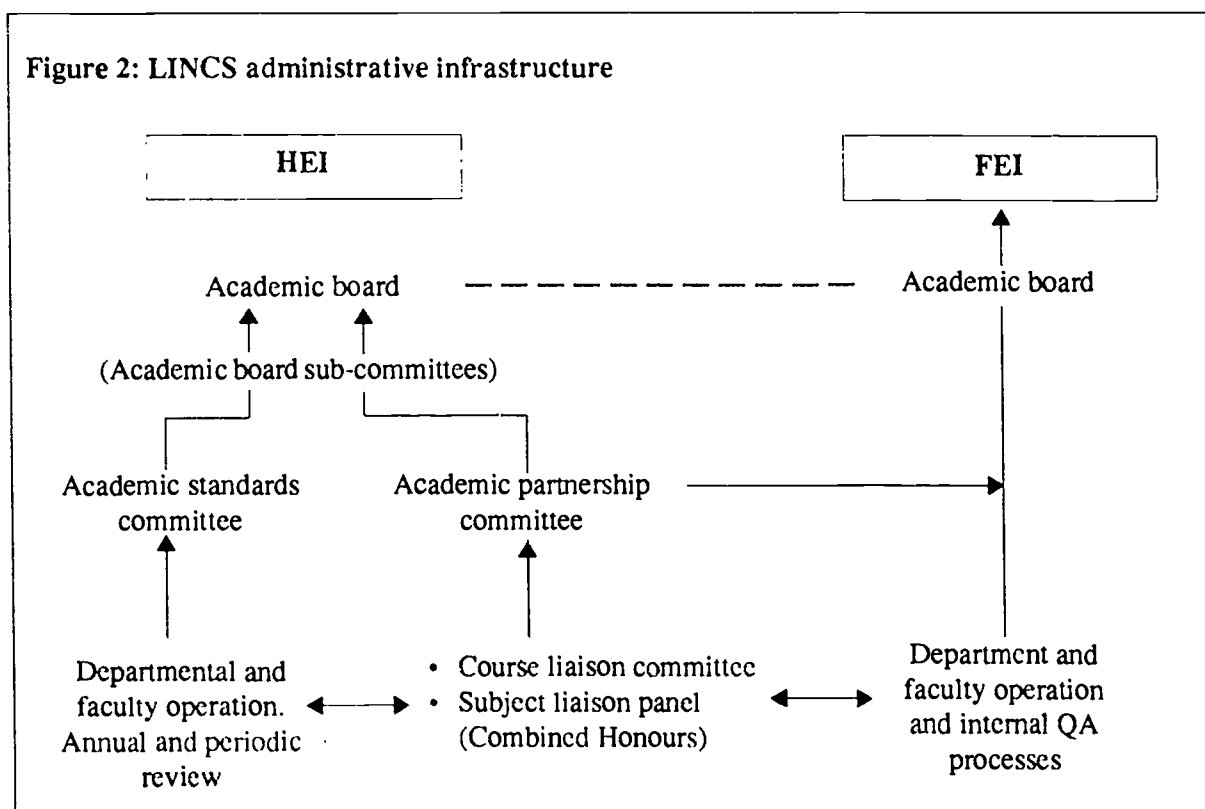 Figure 2: LINCS administrative infrastructure
HEI
FEI
Academic board
Academic board
(Academic board sub-committees)
Academic standards
committee
Academic partnership
committee
Departmental and
faculty operation.
Annual and periodic
review
• Course liaison committee
• Subject liaison panel
(Combined Honours)
Department and
faculty operation
and internal QA
processes